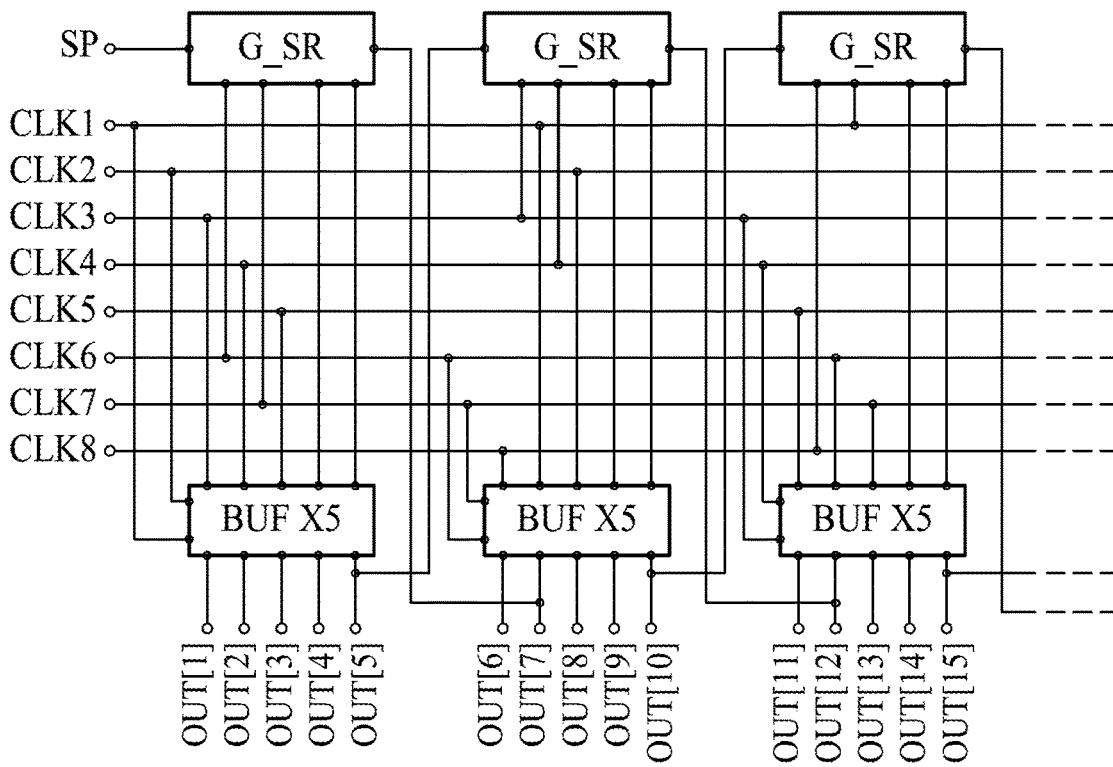 SP
G_SR
G_SR
G_SR
CLK1
CLK2
CLK3
CLK4
CLK5
CLK6
CLK7
CLK8
BUF X5
BUF X5
BUF X5
OUT[1]
OUT[2]
OUT[3]
OUT[4]
OUT[5]
OUT[6]
OUT[7]
OUT[8]
OUT[9]
OUT[10]
OUT[11]
OUT[12]
OUT[13]
OUT[14]
OUT[15]